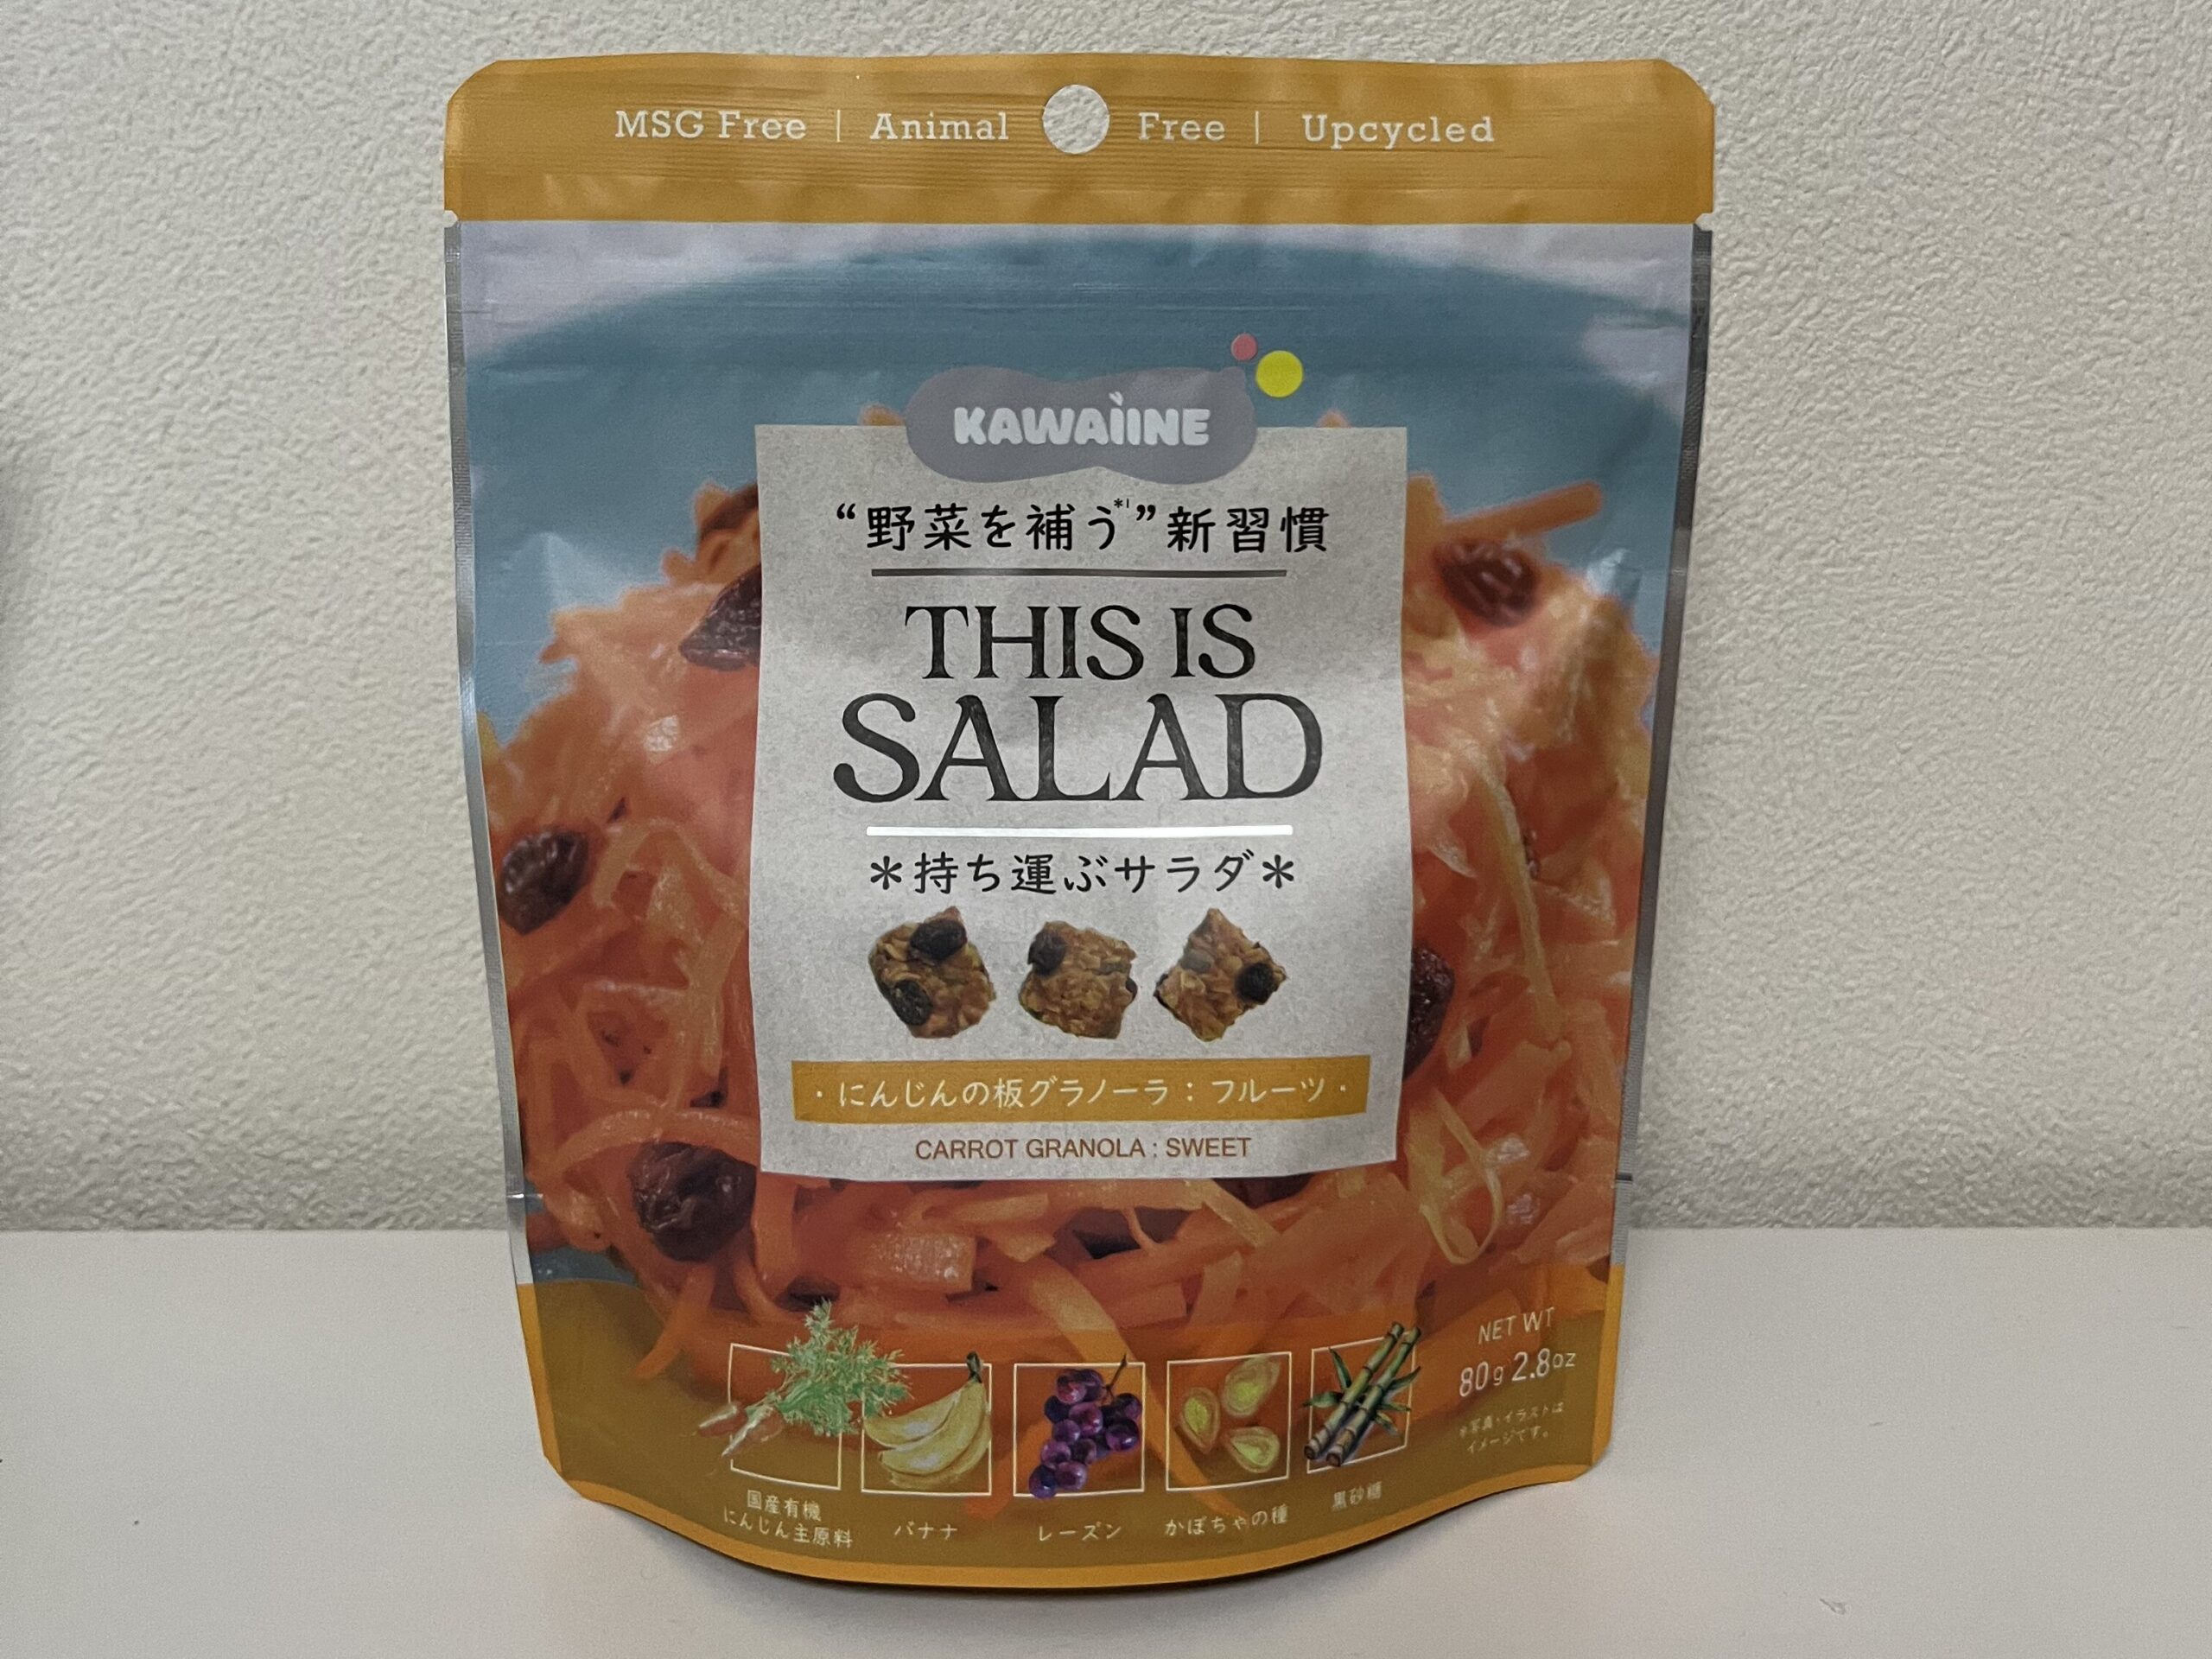 MSG Free | Animal Free | Upcycled
KAWAIINE
“野菜を補う*1”新習慣
THIS IS
SALAD
*持ち運ぶサラダ*
・にんじんの板グラノーラ：フルーツ・
CARROT GRANOLA : SWEET
NET WT
80g 2.8oz
*写真・イラストは
イメージです。
国産有機
にんじん主原料
バナナ
レーズン
かぼちゃの種
黒砂糖